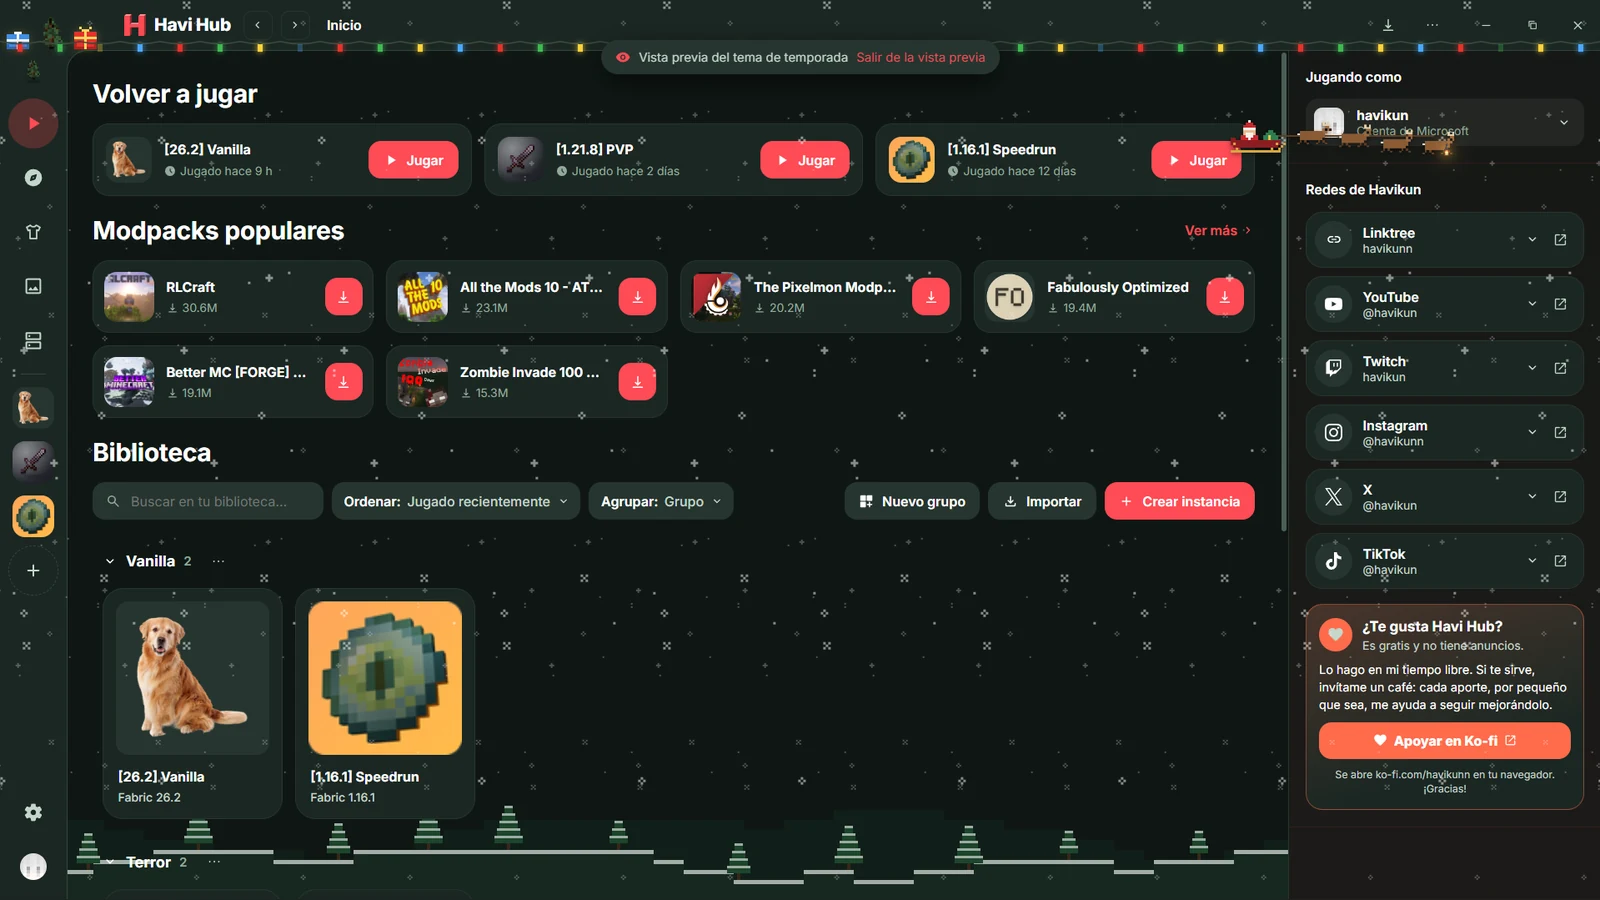 Havi Hub
Inicio
Vista previa del tema de temporada Salir de la vista previa
Volver a jugar
[26.2] Vanilla
Jugado hace 9 h
Jugar
[1.21.8] PVP
Jugado hace 2 días
Jugar
[1.16.1] Speedrun
Jugado hace 12 días
Jugar
Modpacks populares
Ver más
RLCraft
30.6M
All the Mods 10 - AT...
23.1M
The Pixelmon Modp...
20.2M
FO
Fabulously Optimized
19.4M
Better MC [FORGE] ...
19.1M
Zombie Invade 100 ...
15.3M
ALL THE 10 MODS
Biblioteca
Buscar en tu biblioteca...
Ordenar: Jugado recientemente
Agrupar: Grupo
Nuevo grupo
Importar
Crear instancia
Vanilla 2
[26.2] Vanilla
Fabric 26.2
[1.16.1] Speedrun
Fabric 1.16.1
Terror 2
Jugando como
havikun
Cuenta de Microsoft
Redes de Havikun
Linktree
havikunn
YouTube
@havikun
Twitch
havikun
Instagram
@havikunn
X
@havikun
TikTok
@havikun
¿Te gusta Havi Hub?
Es gratis y no tiene anuncios.
Lo hago en mi tiempo libre. Si te sirve,
invítame un café: cada aporte, por pequeño
que sea, me ayuda a seguir mejorándolo.
Apoyar en Ko-fi
Se abre ko-fi.com/havikunn en tu navegador.
¡Gracias!